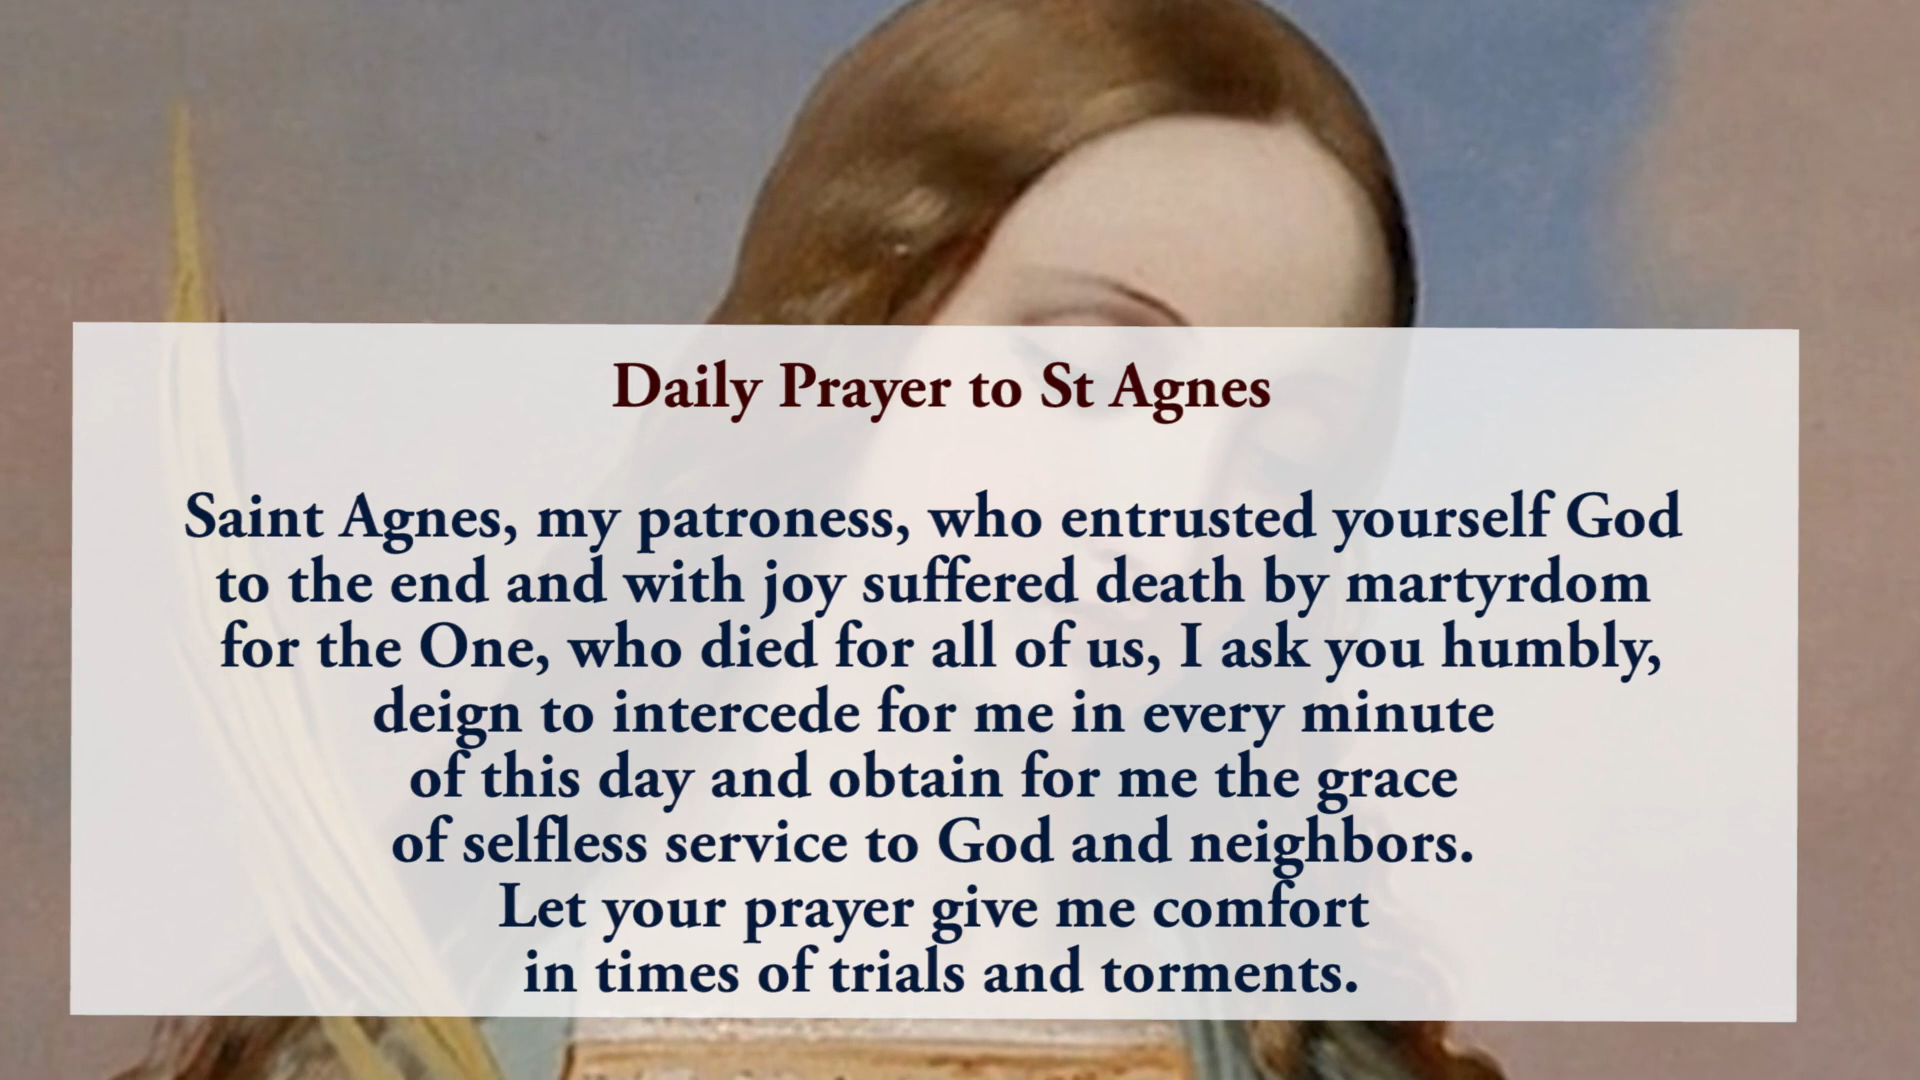 Daily Prayer to St Agnes
Saint Agnes, my patroness, who entrusted yourself God
to the end and with joy suffered death by martyrdom
for the One, who died for all of us, I ask you humbly,
deign to intercede for me in every minute
of this day and obtain for me the grace
of selfless service to God and neighbors.
Let your prayer give me comfort
in times of trials and torments.